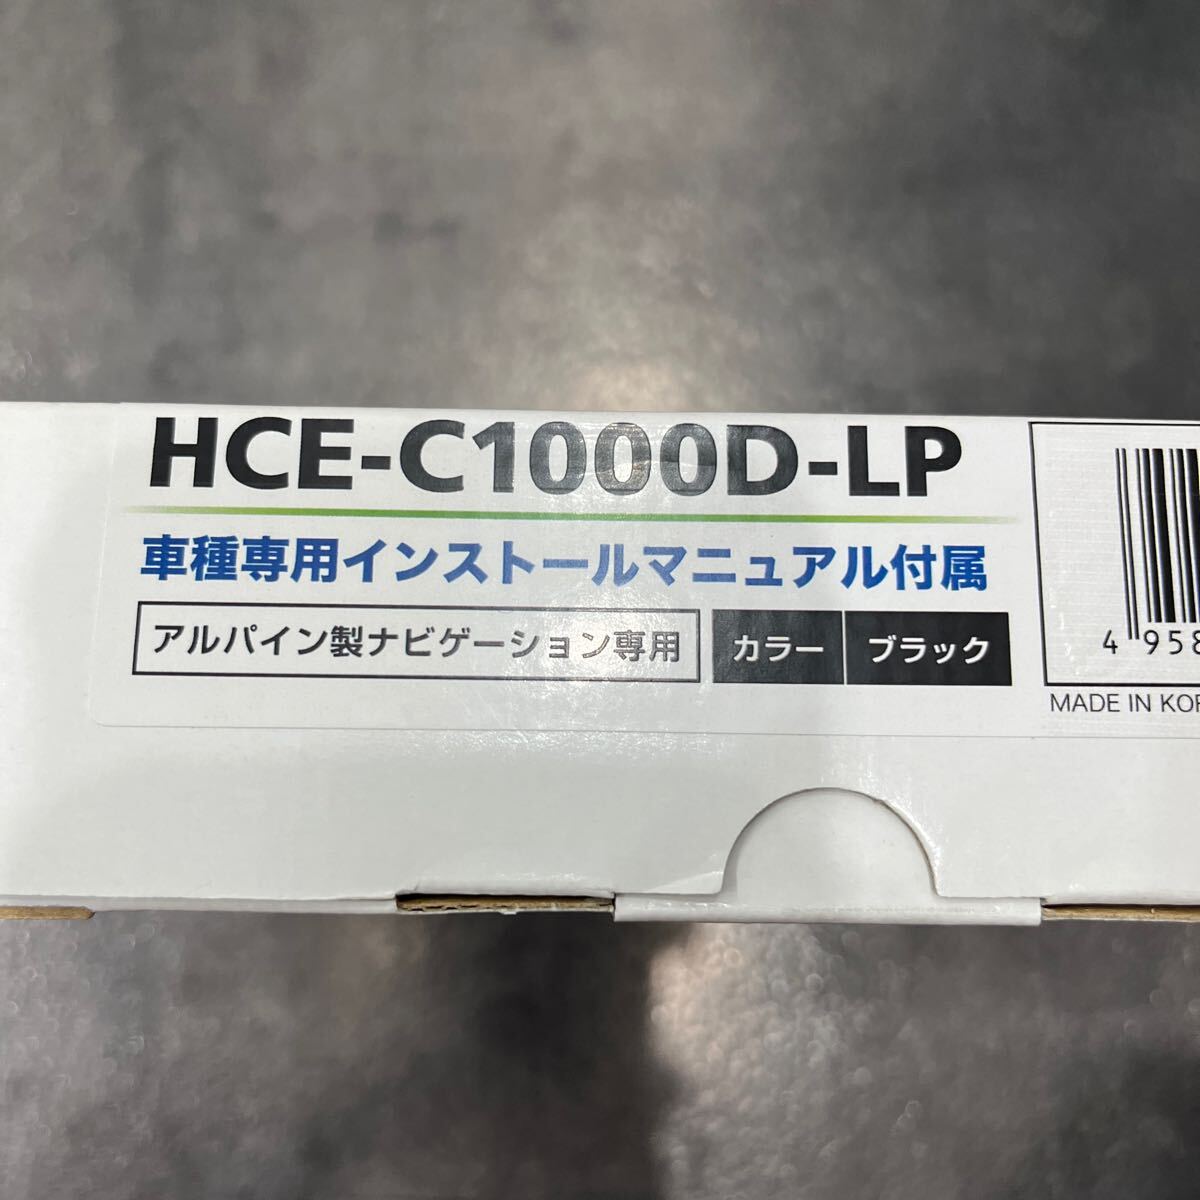 HCE-C1000D-LP
車種専用インストールマニュアル付属
アルパイン製ナビゲーション専用 カラー ブラック
4 958
MADE IN KOR